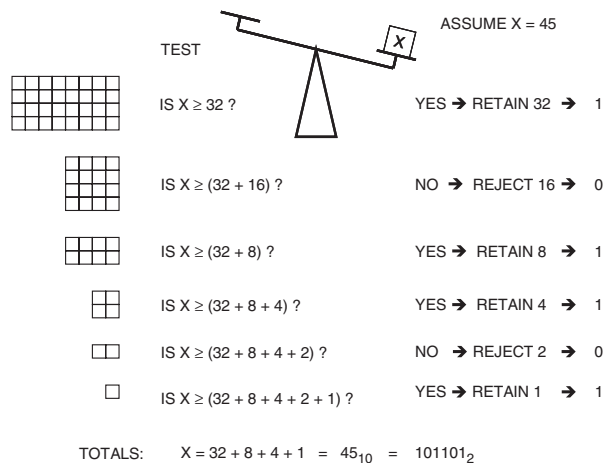 ASSUME X = 45
X
TEST
IS X ≥ 32 ? YES ➔ RETAIN 32 ➔ 1
IS X ≥ (32 + 16) ? NO ➔ REJECT 16 ➔ 0
IS X ≥ (32 + 8) ? YES ➔ RETAIN 8 ➔ 1
IS X ≥ (32 + 8 + 4) ? YES ➔ RETAIN 4 ➔ 1
IS X ≥ (32 + 8 + 4 + 2) ? NO ➔ REJECT 2 ➔ 0
IS X ≥ (32 + 8 + 4 + 2 + 1) ? YES ➔ RETAIN 1 ➔ 1
TOTALS: X = 32 + 8 + 4 + 1 = 45₁₀ = 101101₂